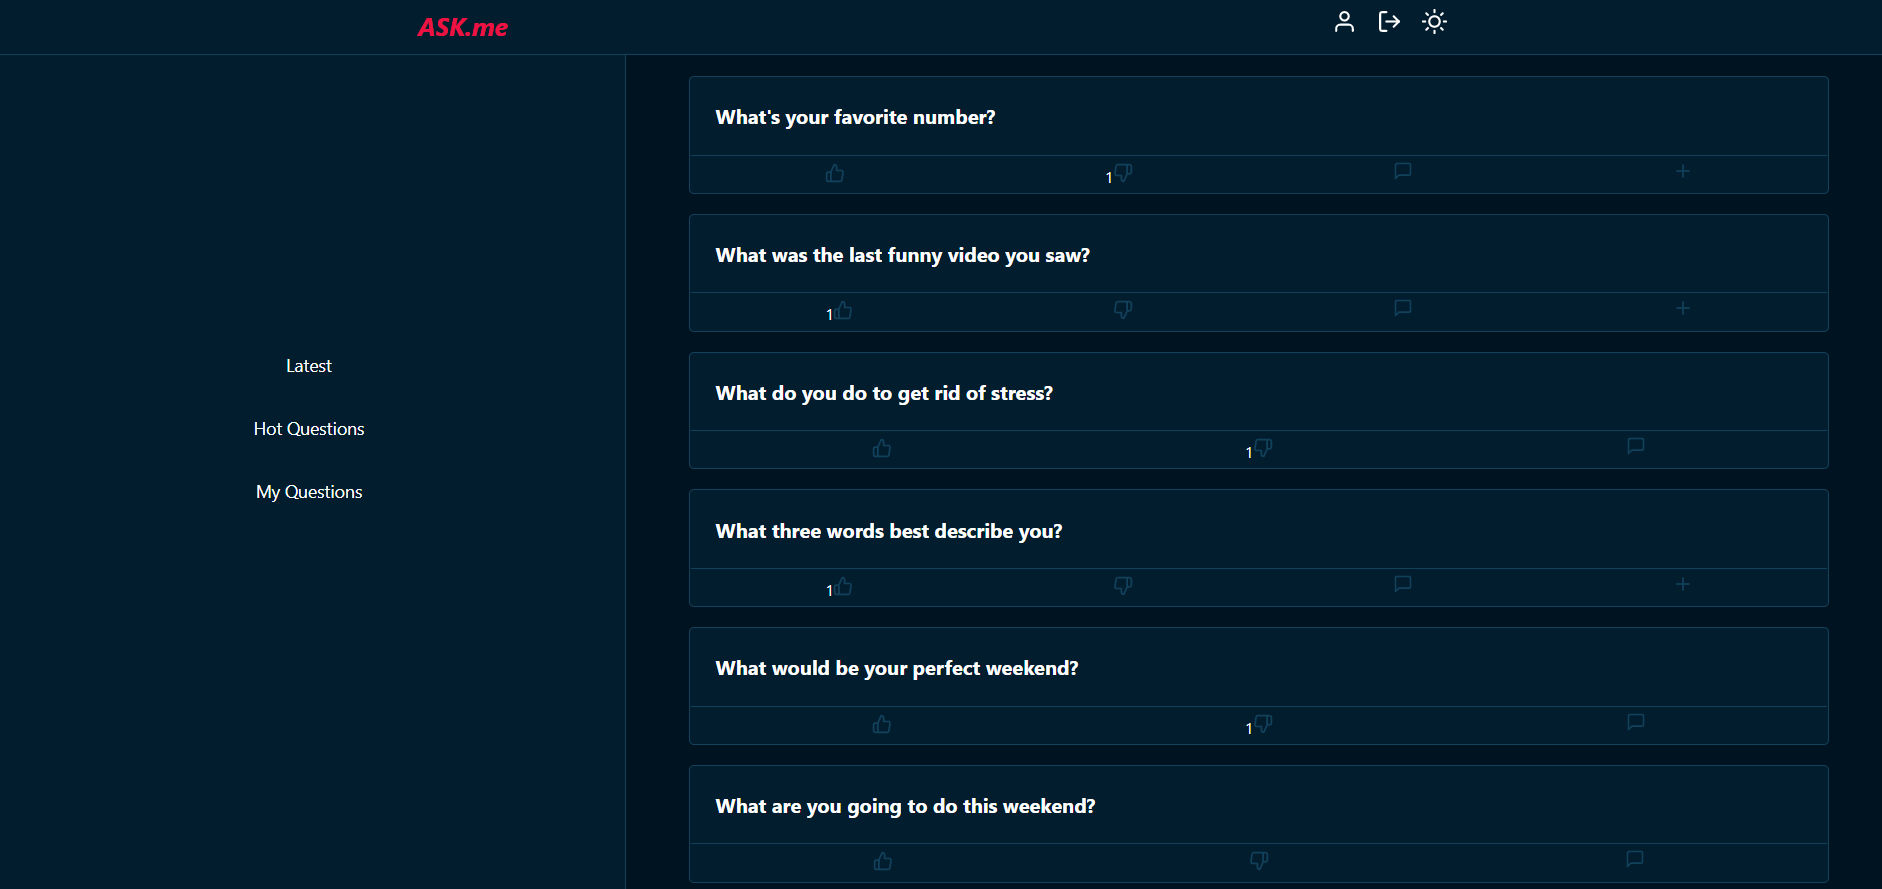 ASK.me
Latest
Hot Questions
My Questions
What's your favorite number?
1
What was the last funny video you saw?
1
What do you do to get rid of stress?
1
What three words best describe you?
1
What would be your perfect weekend?
1
What are you going to do this weekend?